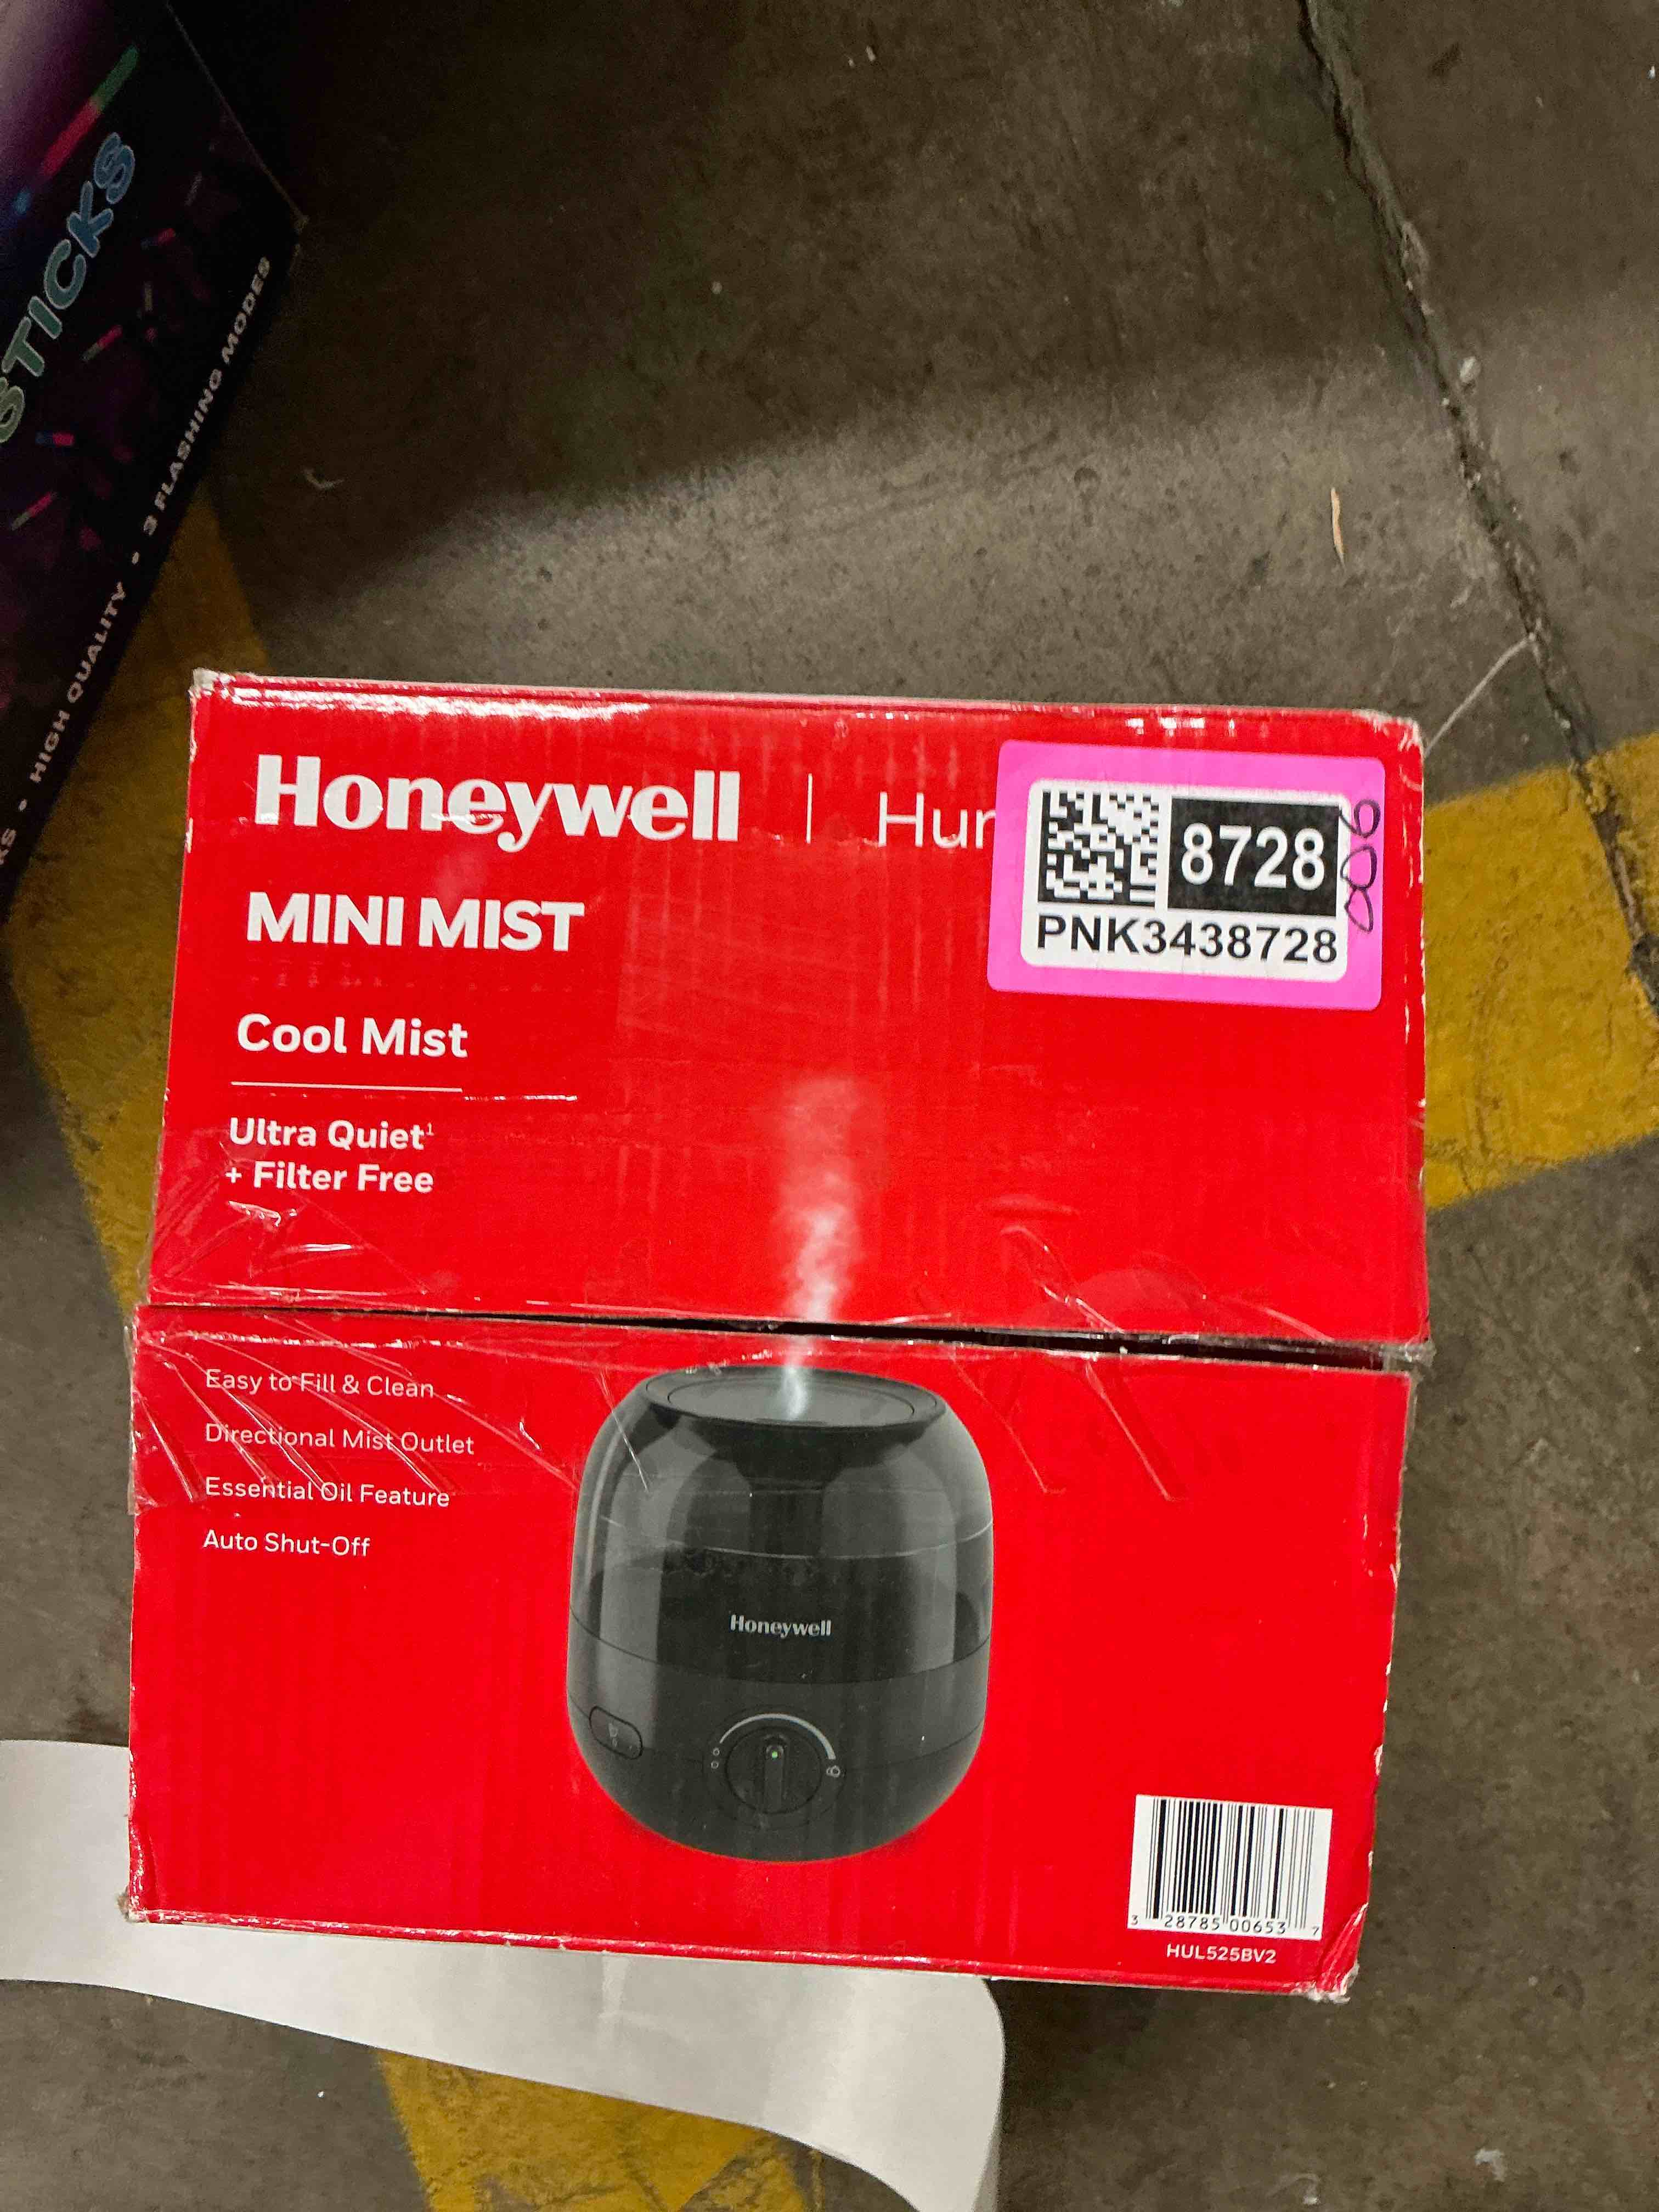 STICKS
HIGH QUALITY • 3 FLASHING MODES
Honeywell | Hum
MINI MIST
Cool Mist
Ultra Quiet¹
+ Filter Free
8728
PNK3438728
Easy to Fill & Clean
Directional Mist Outlet
Essential Oil Feature
Auto Shut-Off
Honeywell
3 28785 00653 7
HUL525BV2